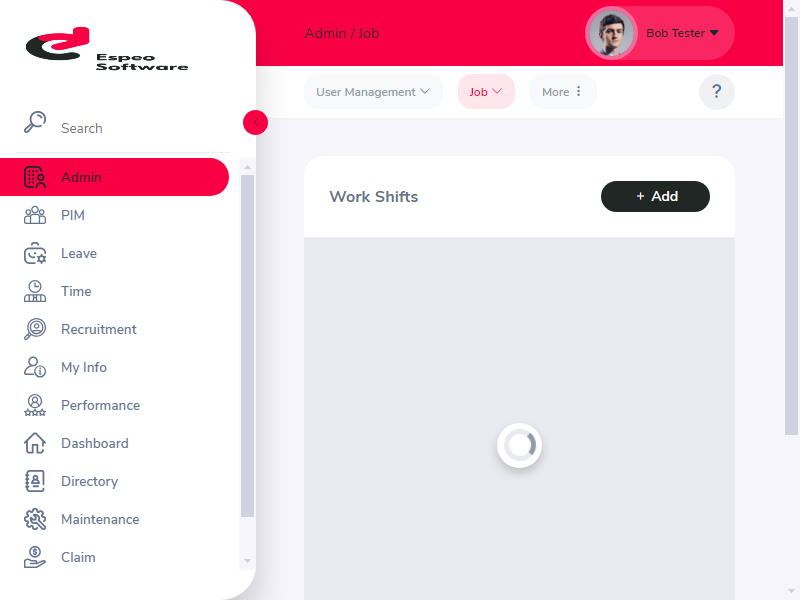 Espeo
Software
Search
Admin
PIM
Leave
Time
Recruitment
My Info
Performance
Dashboard
Directory
Maintenance
Claim
Admin / Job
Bob Tester
User Management
Job
More
?
Work Shifts
+ Add